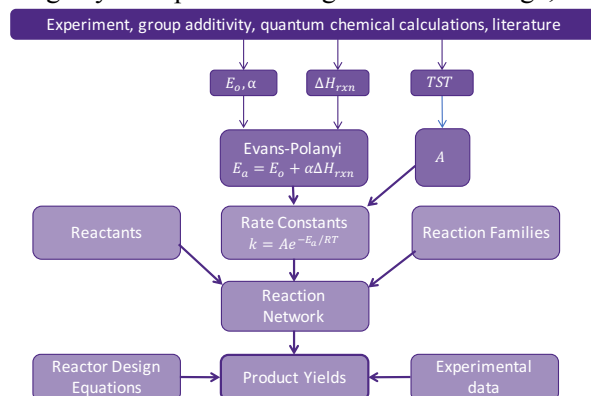 Experiment, group additivity, quantum chemical calculations, literature
E_o, α
ΔH_rxn
TST
Evans-Polanyi
E_a = E_o + αΔH_rxn
A
Reactants
Rate Constants
k = Ae^{-E_a/RT}
Reaction Families
Reaction
Network
Reactor Design
Equations
Product Yields
Experimental
data